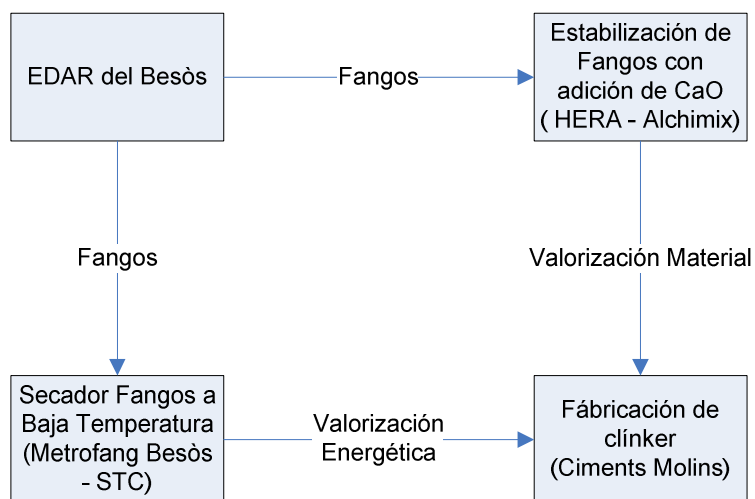 EDAR del Besòs
Fangos
Estabilización de
Fangos con
adición de CaO
( HERA - Alchimix)
Fangos
Valorización Material
Secador Fangos a
Baja Temperatura
(Metrofang Besòs
- STC)
Valorización
Energética
Fábricación de
clínker
(Ciments Molins)